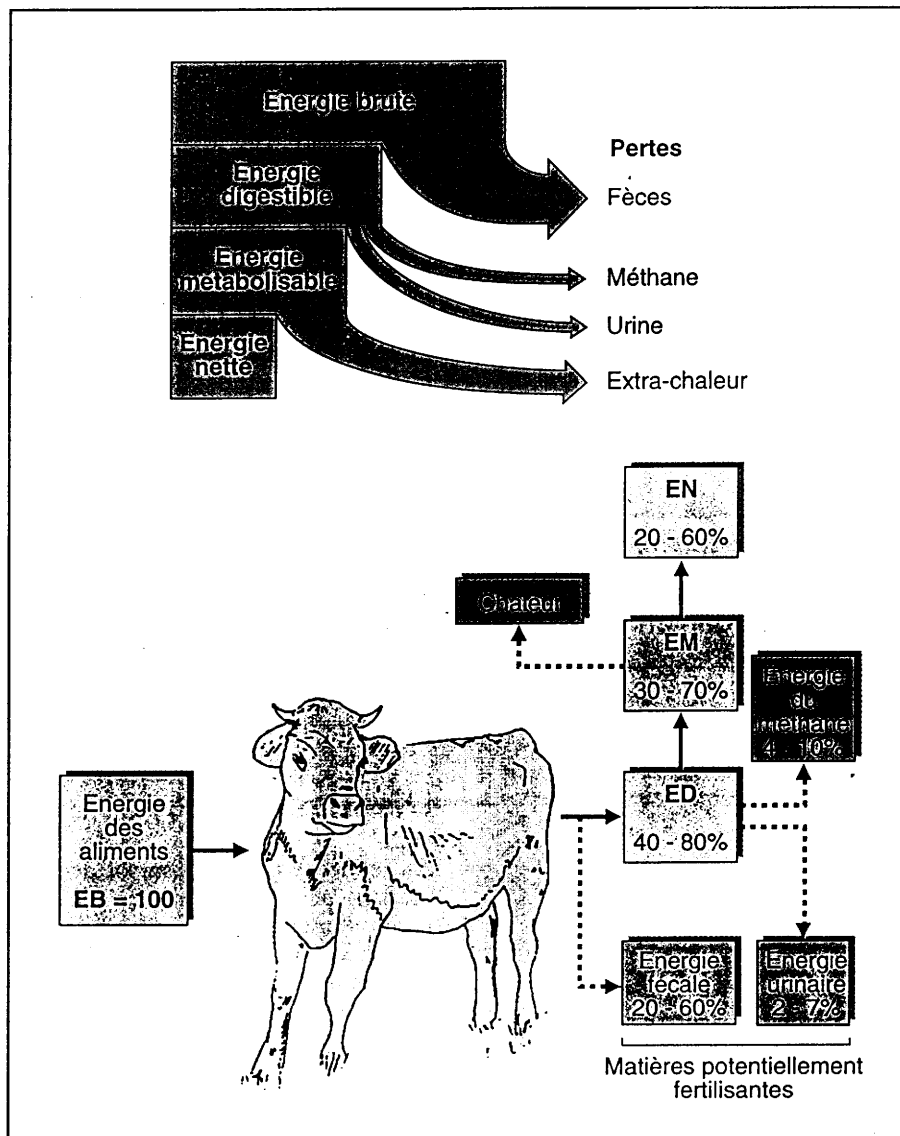 Energie brute
Pertes
Energie
digestible
Fèces
Energie
métabolisable
Méthane
Urine
Energie
nette
Extra-chaleur
EN
20 - 60%
Chaleur
EM
30 - 70%
Energie
du
méthane
4 - 10%
Energie
des
aliments
EB = 100
ED
40 - 80%
Energie
fécale
20 - 60%
Energie
urinaire
2 - 7%
Matières potentiellement
fertilisantes